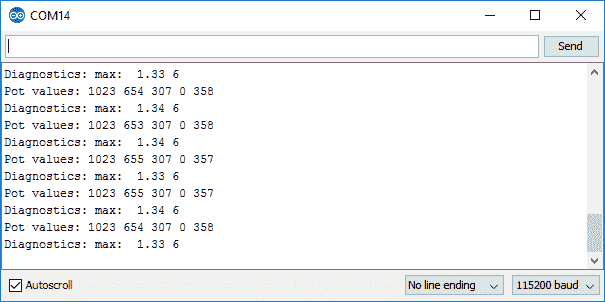 COM14
Send
Diagnostics: max:  1.33 6
Pot values: 1023 654 307 0 358
Diagnostics: max:  1.34 6
Pot values: 1023 653 307 0 358
Diagnostics: max:  1.34 6
Pot values: 1023 655 307 0 357
Diagnostics: max:  1.33 6
Pot values: 1023 655 307 0 357
Diagnostics: max:  1.34 6
Pot values: 1023 654 307 0 358
Diagnostics: max:  1.33 6
Autoscroll
No line ending
115200 baud